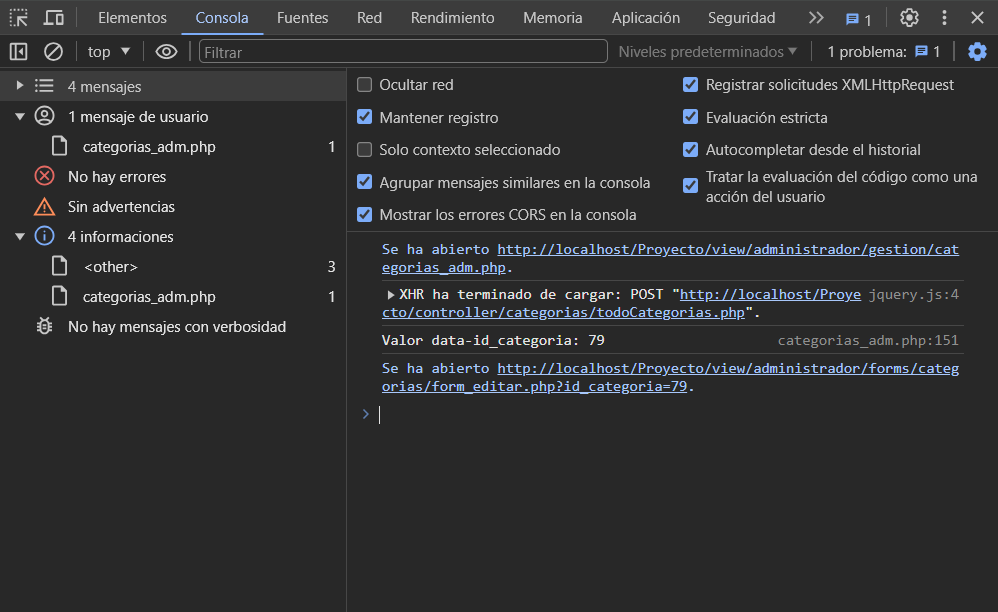 Elementos Consola Fuentes Red Rendimiento Memoria Aplicación Seguridad 1
top Filtrar Niveles predeterminados 1 problema: 1
4 mensajes
1 mensaje de usuario
categorias_adm.php 1
No hay errores
Sin advertencias
4 informaciones
<other> 3
categorias_adm.php 1
No hay mensajes con verbosidad
Ocultar red
Mantener registro
Solo contexto seleccionado
Agrupar mensajes similares en la consola
Mostrar los errores CORS en la consola
Registrar solicitudes XMLHttpRequest
Evaluación estricta
Autocompletar desde el historial
Tratar la evaluación del código como una
acción del usuario
Se ha abierto http://localhost/Proyecto/view/administrador/gestion/cat
egorias_adm.php.
XHR ha terminado de cargar: POST "http://localhost/Proye jquery.js:4
cto/controller/categorias/todoCategorias.php".
Valor data-id_categoria: 79 categorias_adm.php:151
Se ha abierto http://localhost/Proyecto/view/administrador/forms/categ
orias/form_editar.php?id_categoria=79.